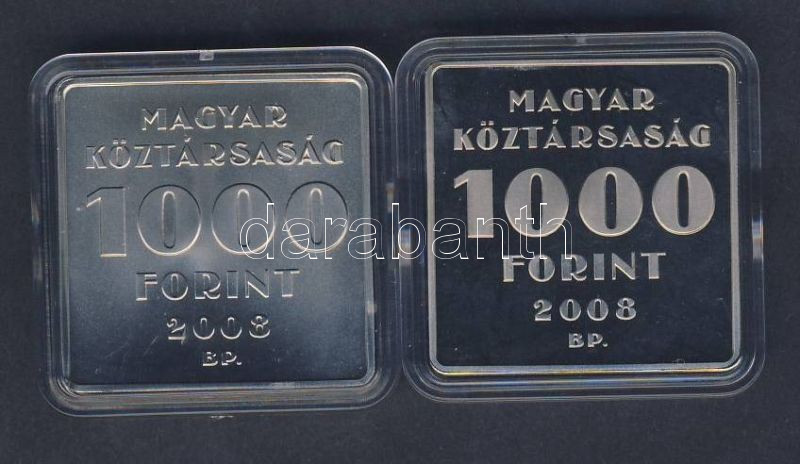 MAGYAR
KÖZTÁRSASÁG
1000
FORINT
2008
BP.
MAGYAR
KÖZTÁRSASÁG
1000
FORINT
2008
BP.
darabanth